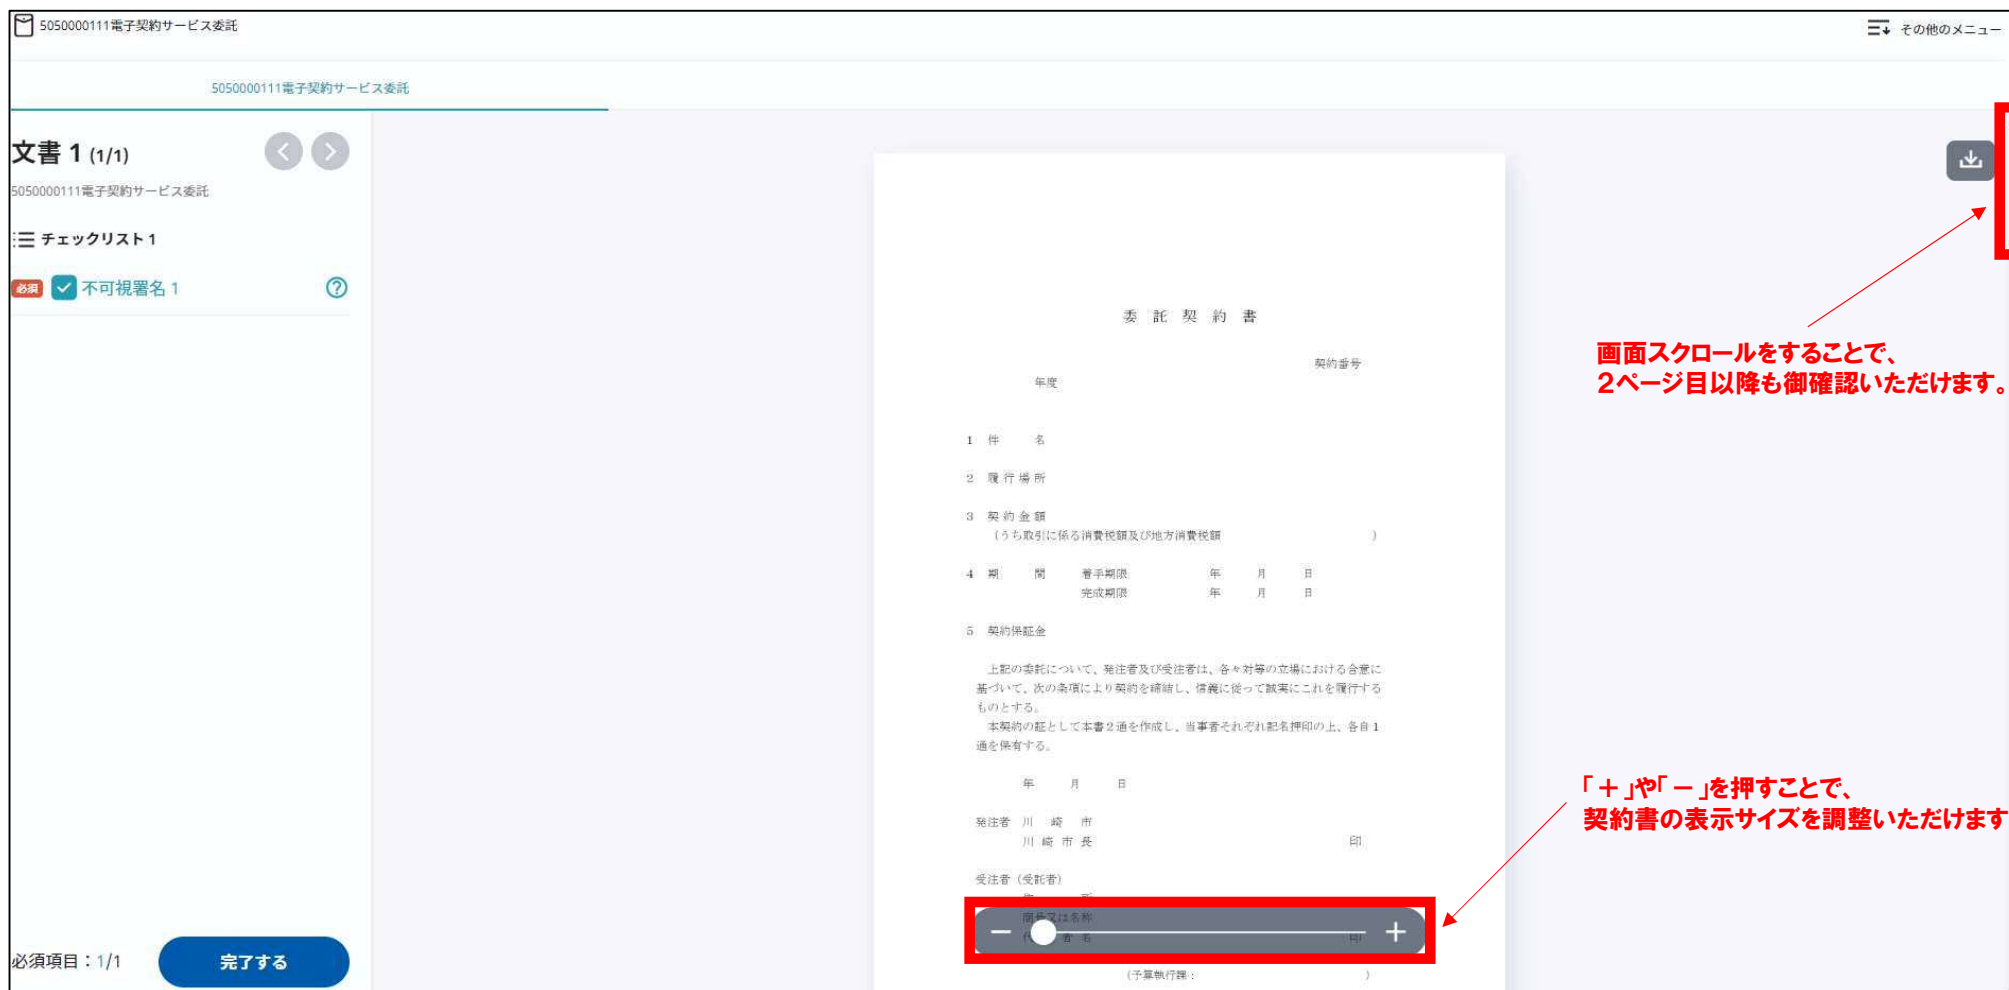 5050000111電子契約サービス委託
その他のメニュー
5050000111電子契約サービス委託
文書 1 (1/1)
5050000111電子契約サービス委託
チェックリスト 1
必須 不可視署名 1
委 託 契 約 書
契約番号
年度
1 件 名
2 履行場所
3 契約金額
(うち取引に係る消費税額及び地方消費税額 )
4 期 間 着手期限 年 月 日
完成期限 年 月 日
5 契約保証金
上記の委託について、発注者及び受注者は、各々対等の立場における合意に
基づいて、次の条項により契約を締結し、信義に従って誠実にこれを履行する
ものとする。
本契約の証として本書2通を作成し、当事者それぞれ記名押印の上、各自1
通を保有する。
年 月 日
発注者 川 崎 市
川 崎 市 長 印
受注者(受託者)
商号又は名称
者 名 印
(予算執行課: )
画面スクロールをすることで、
2ページ目以降も御確認いただけます。
「+」や「-」を押すことで、
契約書の表示サイズを調整いただけます
必須項目:1/1 完了する